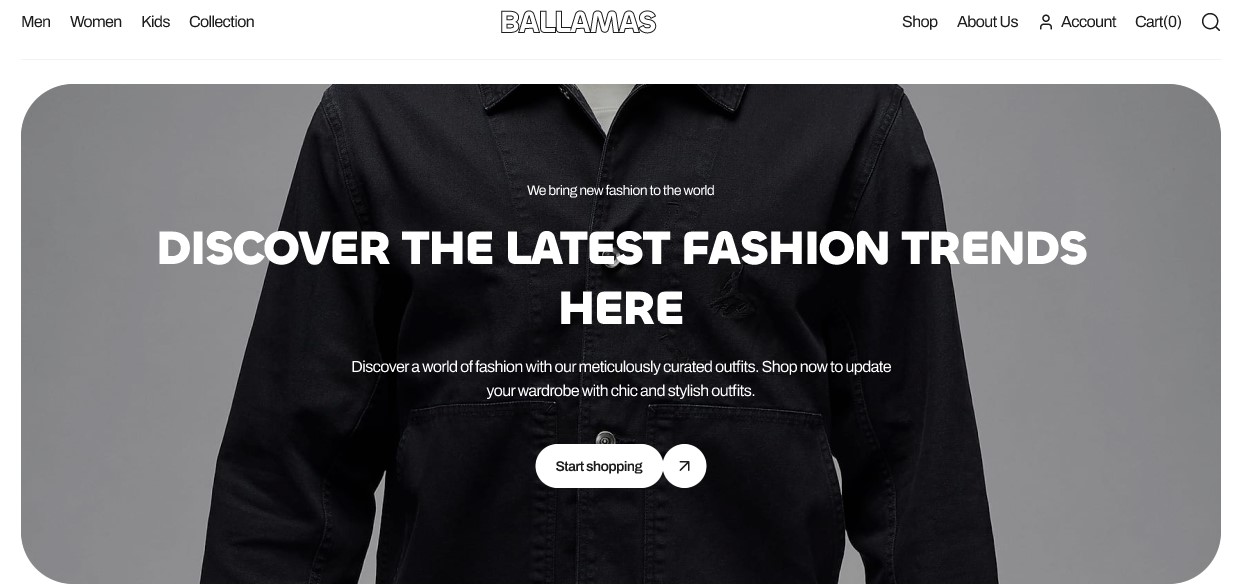 Men Women Kids Collection BALLAMAS Shop About Us Account Cart(0)
We bring new fashion to the world
DISCOVER THE LATEST FASHION TRENDS
HERE
Discover a world of fashion with our meticulously curated outfits. Shop now to update
your wardrobe with chic and stylish outfits.
Start shopping